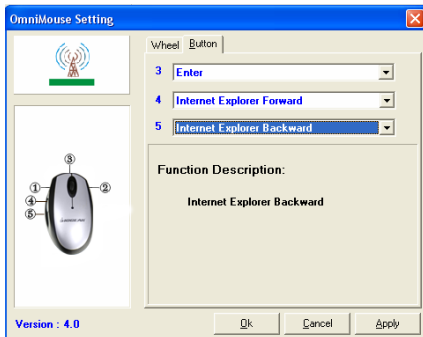 OmniMouse Setting
Wheel Button
3 Enter
4 Internet Explorer Forward
5 Internet Explorer Backward
Function Description:
Internet Explorer Backward
③
① ②
④
⑤
Version : 4.0
Ok Cancel Apply